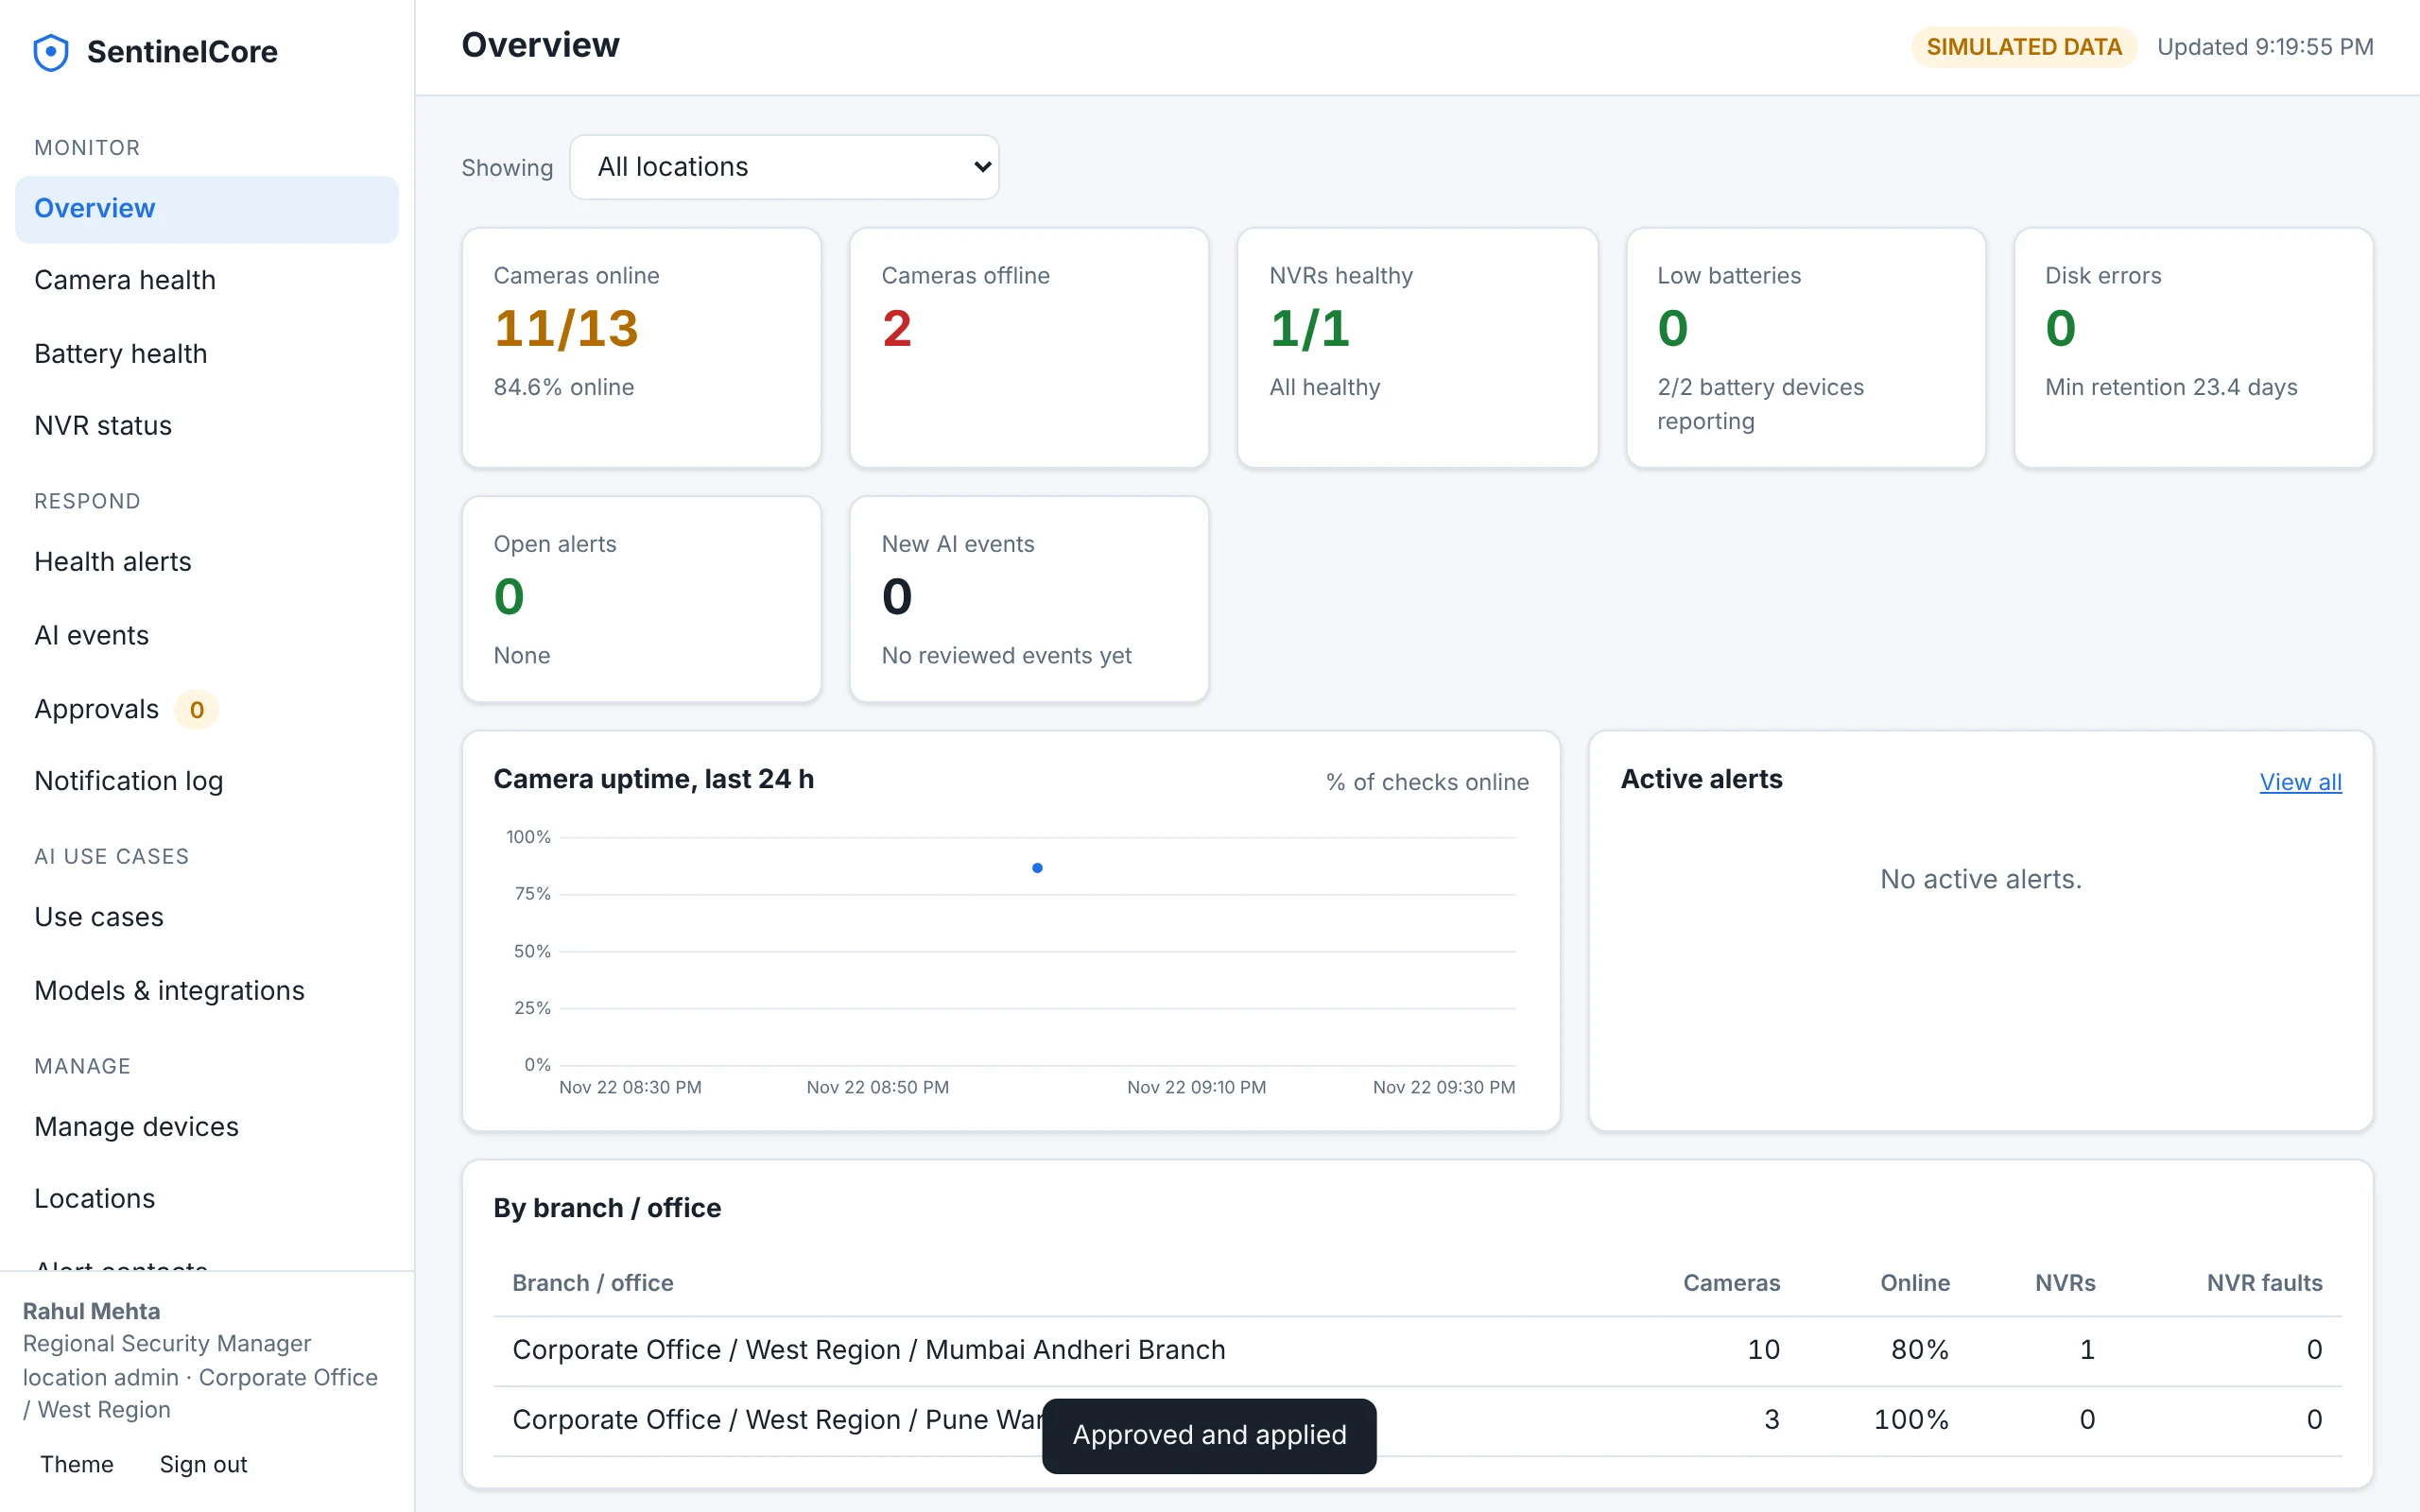 SentinelCore
MONITOR
Overview
Camera health
Battery health
NVR status
RESPOND
Health alerts
AI events
Approvals 0
Notification log
AI USE CASES
Use cases
Models & integrations
MANAGE
Manage devices
Locations
Alert contacts
Rahul Mehta
Regional Security Manager
location admin · Corporate Office
/ West Region
Theme Sign out
Overview
SIMULATED DATA Updated 9:19:55 PM
Showing All locations
Cameras online
11/13
84.6% online
Cameras offline
2
NVRs healthy
1/1
All healthy
Low batteries
0
2/2 battery devices
reporting
Disk errors
0
Min retention 23.4 days
Open alerts
0
None
New AI events
0
No reviewed events yet
Camera uptime, last 24 h
% of checks online
100%
75%
50%
25%
0%
Nov 22 08:30 PM Nov 22 08:50 PM Nov 22 09:10 PM Nov 22 09:30 PM
Active alerts
View all
No active alerts.
By branch / office
Branch / office Cameras Online NVRs NVR faults
Corporate Office / West Region / Mumbai Andheri Branch 10 80% 1 0
Corporate Office / West Region / Pune 3 100% 0 0
Approved and applied